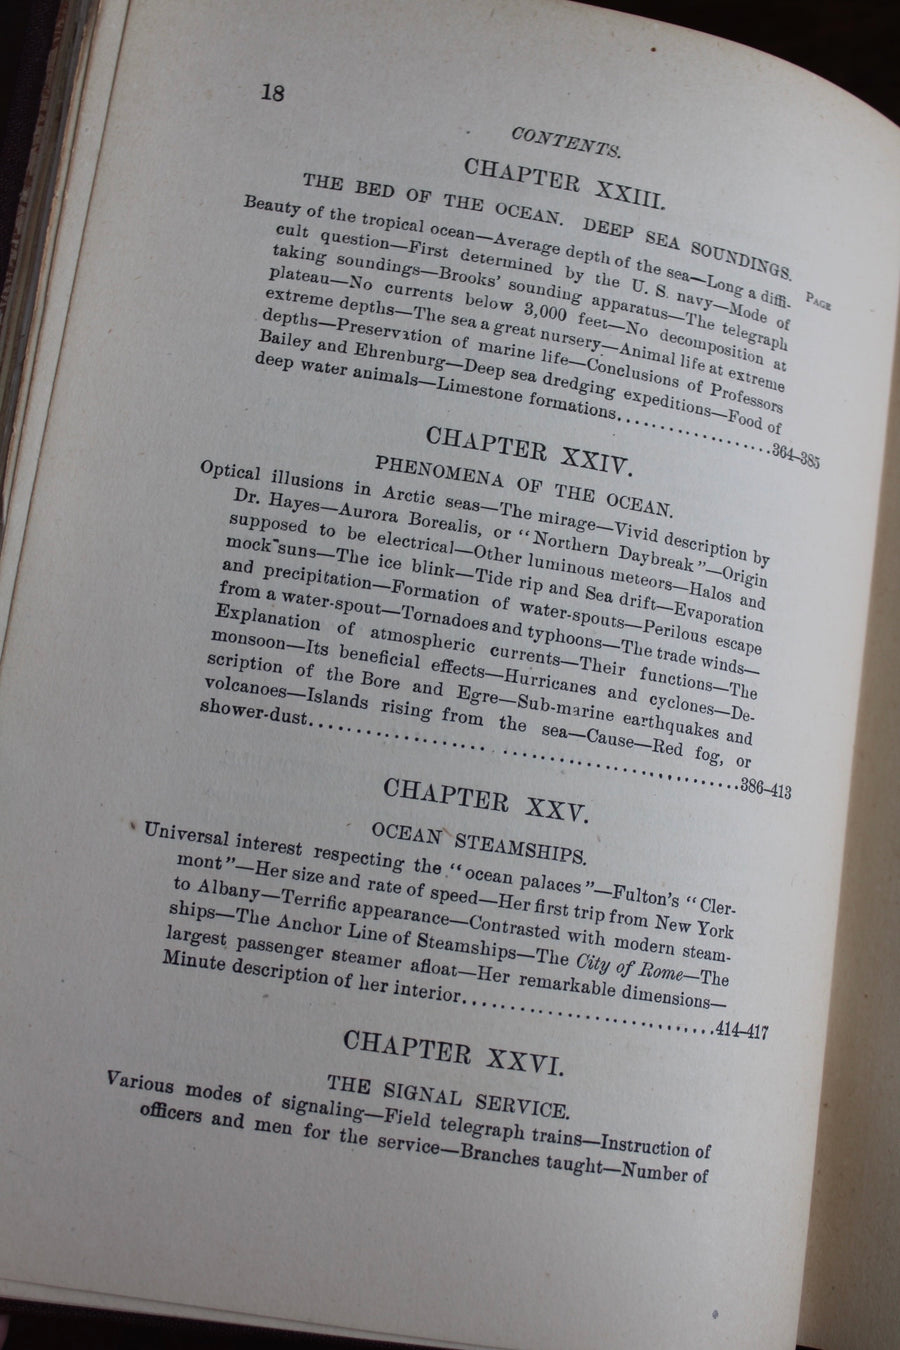 18
CONTENTS.
CHAPTER XXIII.
THE BED OF THE OCEAN. DEEP SEA SOUNDINGS.
PAGE
Beauty of the tropical ocean—Average depth of the sea—Long a diffi-
cult question—First determined by the U. S. navy—Mode of
taking soundings—Brooks' sounding apparatus—The telegraph
plateau—No currents below 3,000 feet—No decomposition at
extreme depths—The sea a great nursery—Animal life at extreme
depths—Preservation of marine life—Conclusions of Professors
Bailey and Ehrenburg—Deep sea dredging expeditions—Food of
deep water animals—Limestone formations..................364–385
CHAPTER XXIV.
PHENOMENA OF THE OCEAN.
Optical illusions in Arctic seas—The mirage—Vivid description by
Dr. Hayes—Aurora Borealis, or "Northern Daybreak"—Origin
supposed to be electrical—Other luminous meteors—Halos and
mock suns—The ice blink—Tide rip and Sea drift—Evaporation
and precipitation—Formation of water-spouts—Perilous escape
from a water-spout—Tornadoes and typhoons—The trade winds—
Explanation of atmospheric currents—Their functions—The
monsoon—Its beneficial effects—Hurricanes and cyclones—De-
scription of the Bore and Egre—Sub-marine earthquakes and
volcanoes—Islands rising from the sea—Cause—Red fog, or
shower-dust..................................................386–413
CHAPTER XXV.
OCEAN STEAMSHIPS.
Universal interest respecting the "ocean palaces"—Fulton's "Cler-
mont"—Her size and rate of speed—Her first trip from New York
to Albany—Terrific appearance—Contrasted with modern steam-
ships—The Anchor Line of Steamships—The City of Rome—The
largest passenger steamer afloat—Her remarkable dimensions—
Minute description of her interior............................414–417
CHAPTER XXVI.
THE SIGNAL SERVICE.
Various modes of signaling—Field telegraph trains—Instruction of
officers and men for the service—Branches taught—Number of